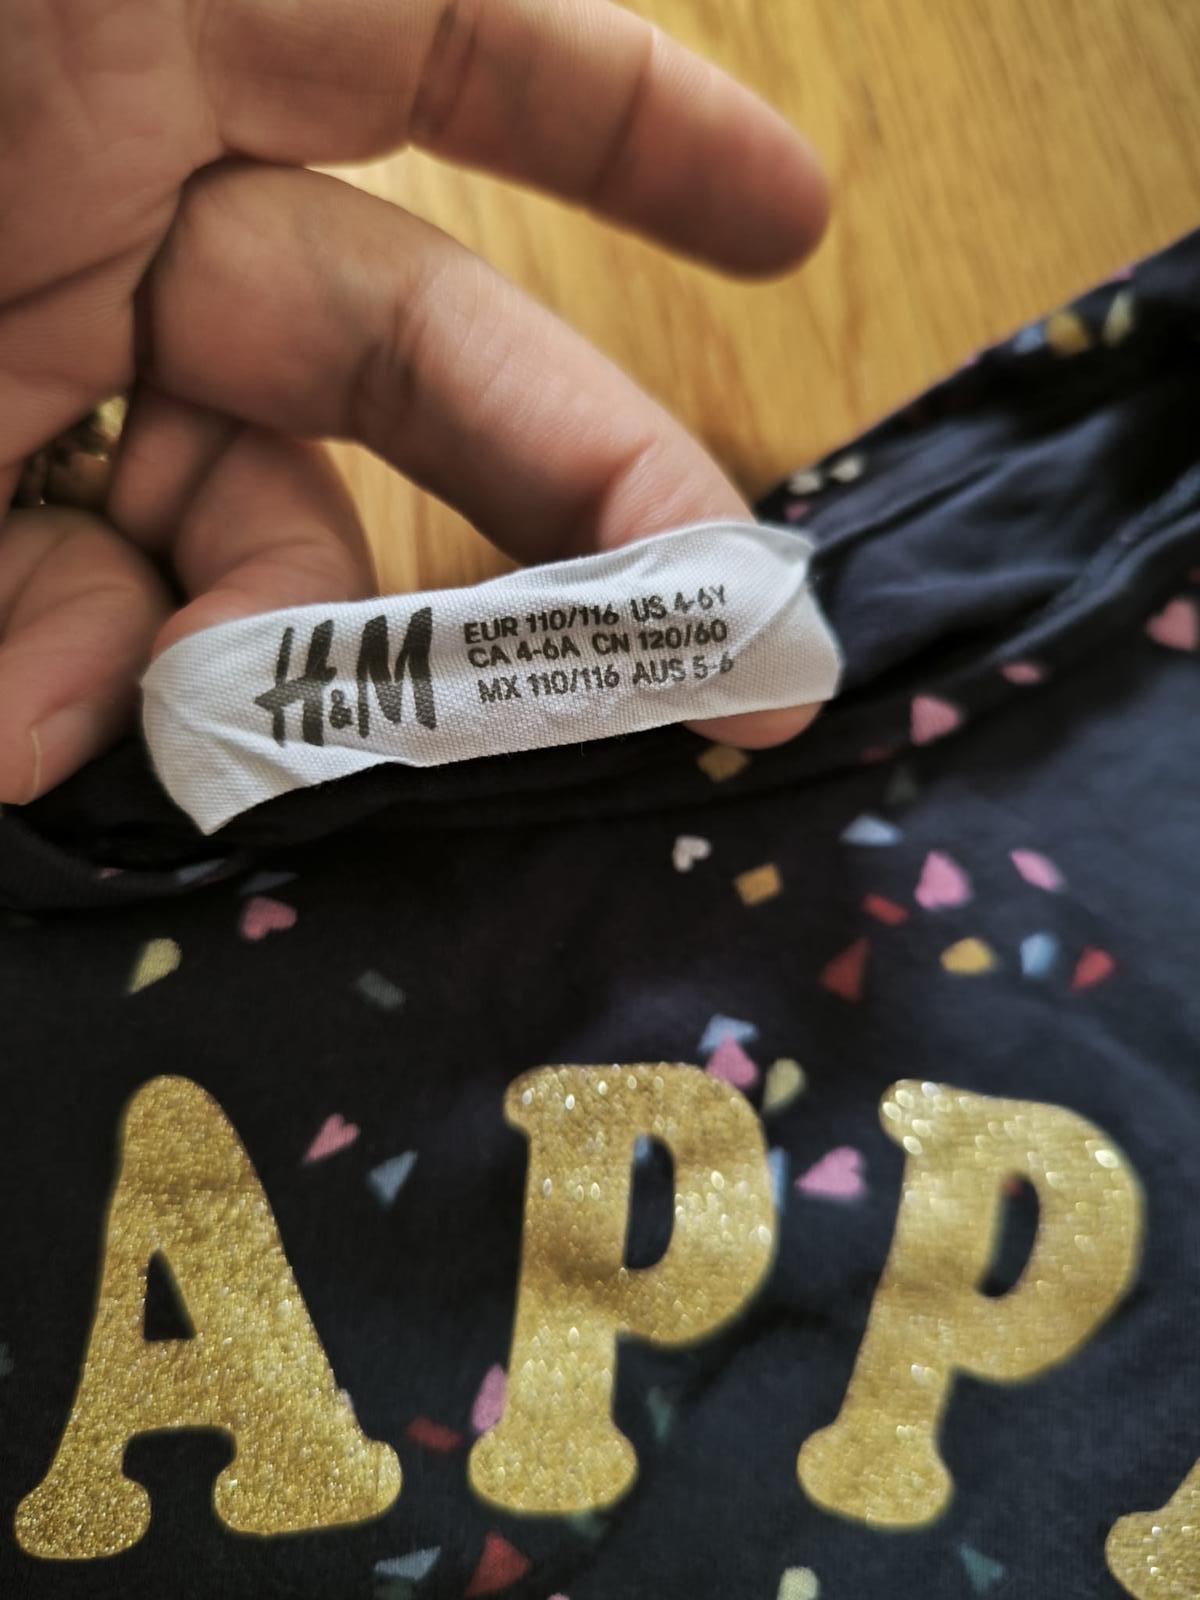 H&M
EUR 110/116 US 4-6Y
CA 4-6A CN 120/60
MX 110/116 AUS 5-6
APP